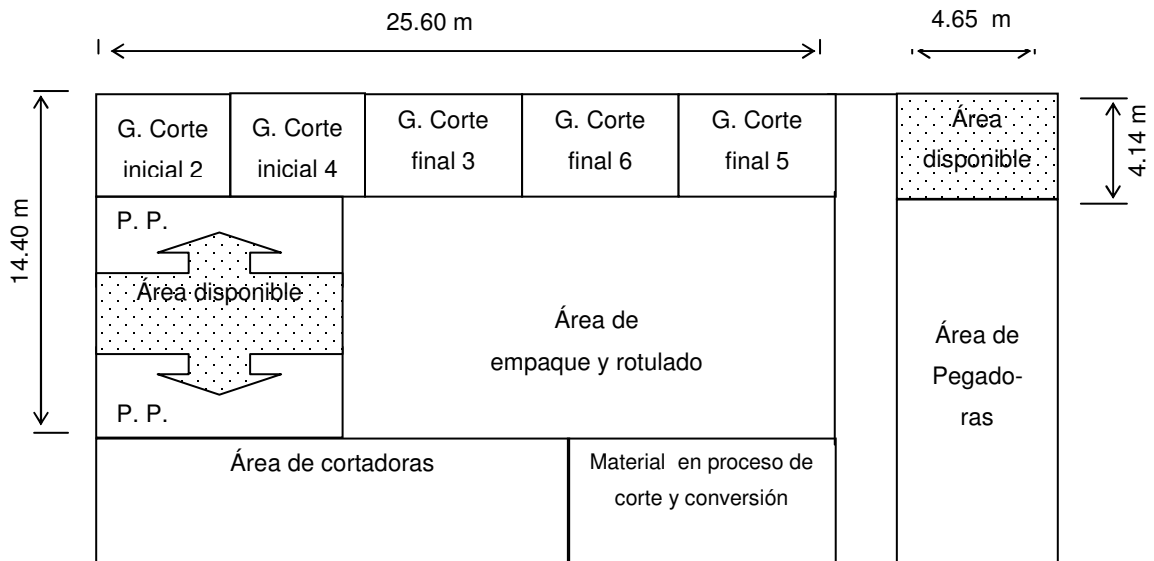 25.60 m
4.65 m
G. Corte
inicial 2
G. Corte
inicial 4
G. Corte
final 3
G. Corte
final 6
G. Corte
final 5
Área
disponible
4.14 m
14.40 m
P. P.
Área disponible
P. P.
Área de
empaque y rotulado
Área de
Pegado-
ras
Área de cortadoras
Material en proceso de
corte y conversión